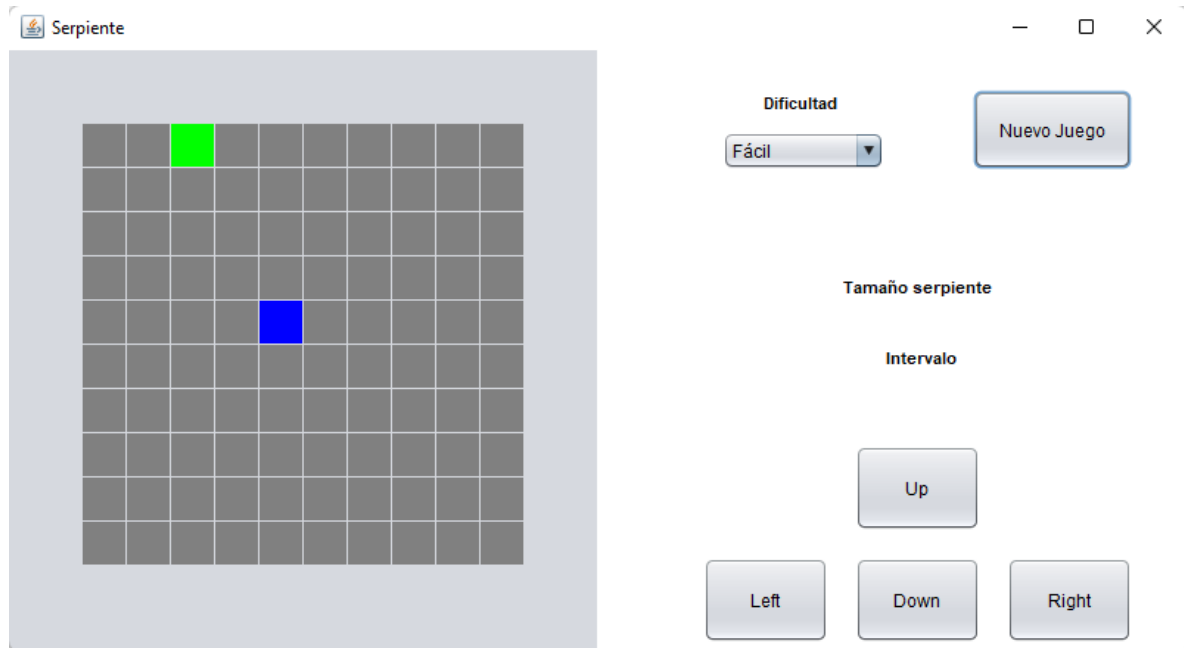 Serpiente
Dificultad
Fácil
Nuevo Juego
Tamaño serpiente
Intervalo
Up
Left
Down
Right